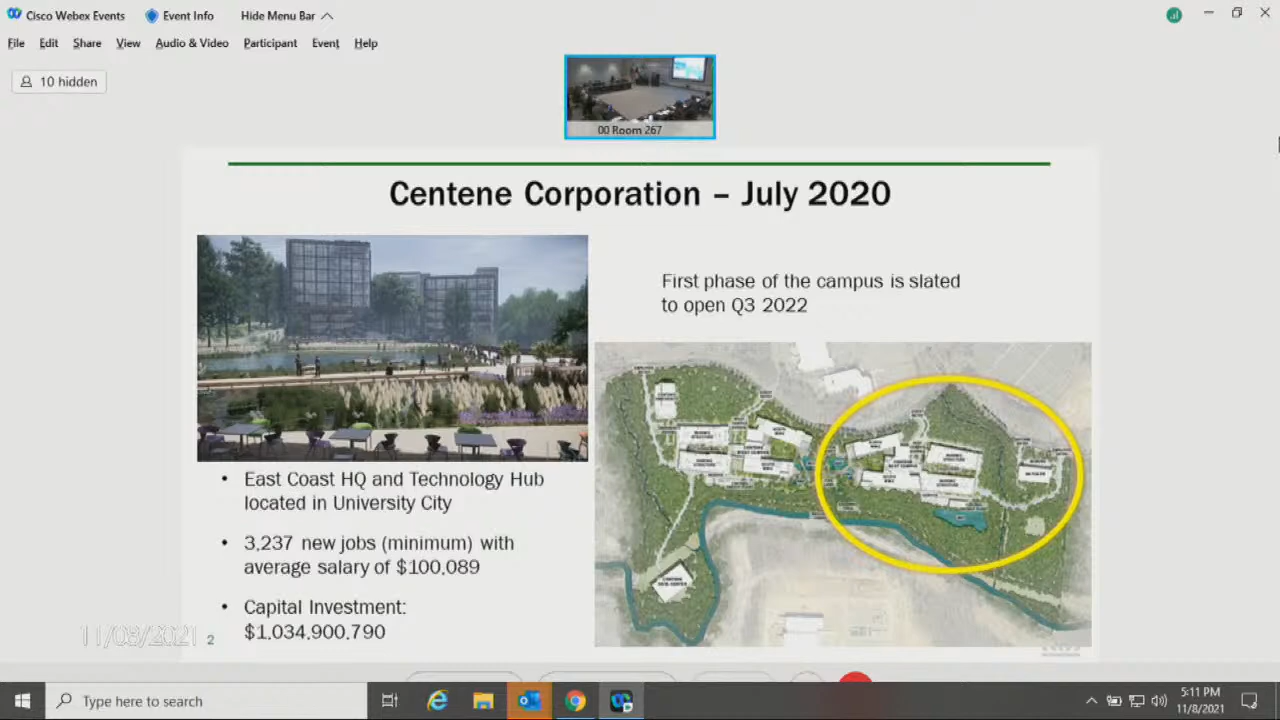 Cisco Webex Events
Event Info
Hide Menu Bar
File Edit Share View Audio & Video Participant Event Help
10 hidden
00 Room 267
Centene Corporation – July 2020
First phase of the campus is slated
to open Q3 2022
• East Coast HQ and Technology Hub
located in University City
• 3,237 new jobs (minimum) with
average salary of $100,089
• Capital Investment:
$1,034,900,790
11/08/2021 2
Type here to search
5:11 PM
11/8/2021